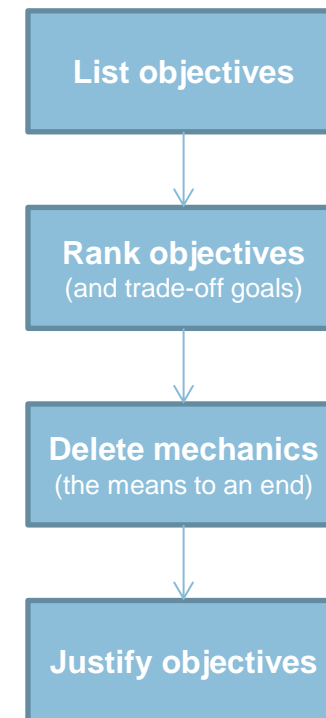 List objectives
Rank objectives
(and trade-off goals)
Delete mechanics
(the means to an end)
Justify objectives